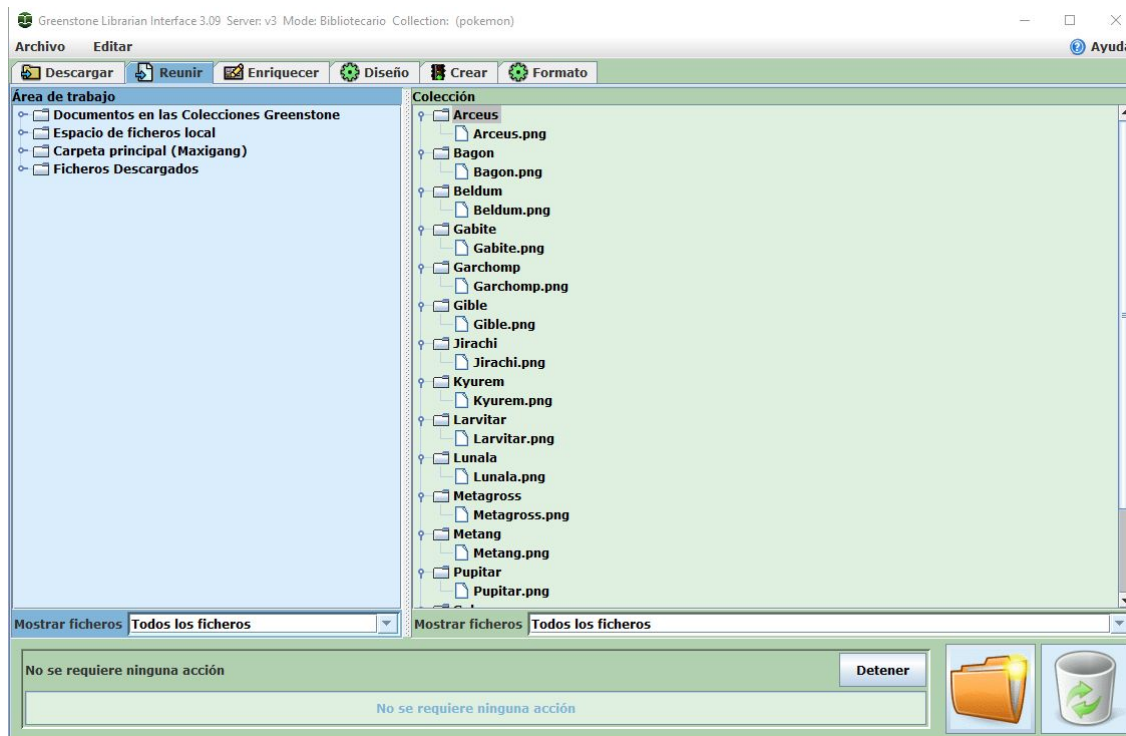 Greenstone Librarian Interface 3.09 Server: v3 Mode: Bibliotecario Collection: (pokemon)
Archivo Editar Ayuda
Descargar Reunir Enriquecer Diseño Crear Formato
Área de trabajo
Documentos en las Colecciones Greenstone
Espacio de ficheros local
Carpeta principal (Maxigang)
Ficheros Descargados
Mostrar ficheros Todos los ficheros
Colección
Arceus
Arceus.png
Bagon
Bagon.png
Beldum
Beldum.png
Gabite
Gabite.png
Garchomp
Garchomp.png
Gible
Gible.png
Jirachi
Jirachi.png
Kyurem
Kyurem.png
Larvitar
Larvitar.png
Lunala
Lunala.png
Metagross
Metagross.png
Metang
Metang.png
Pupitar
Pupitar.png
Mostrar ficheros Todos los ficheros
No se requiere ninguna acción Detener
No se requiere ninguna acción